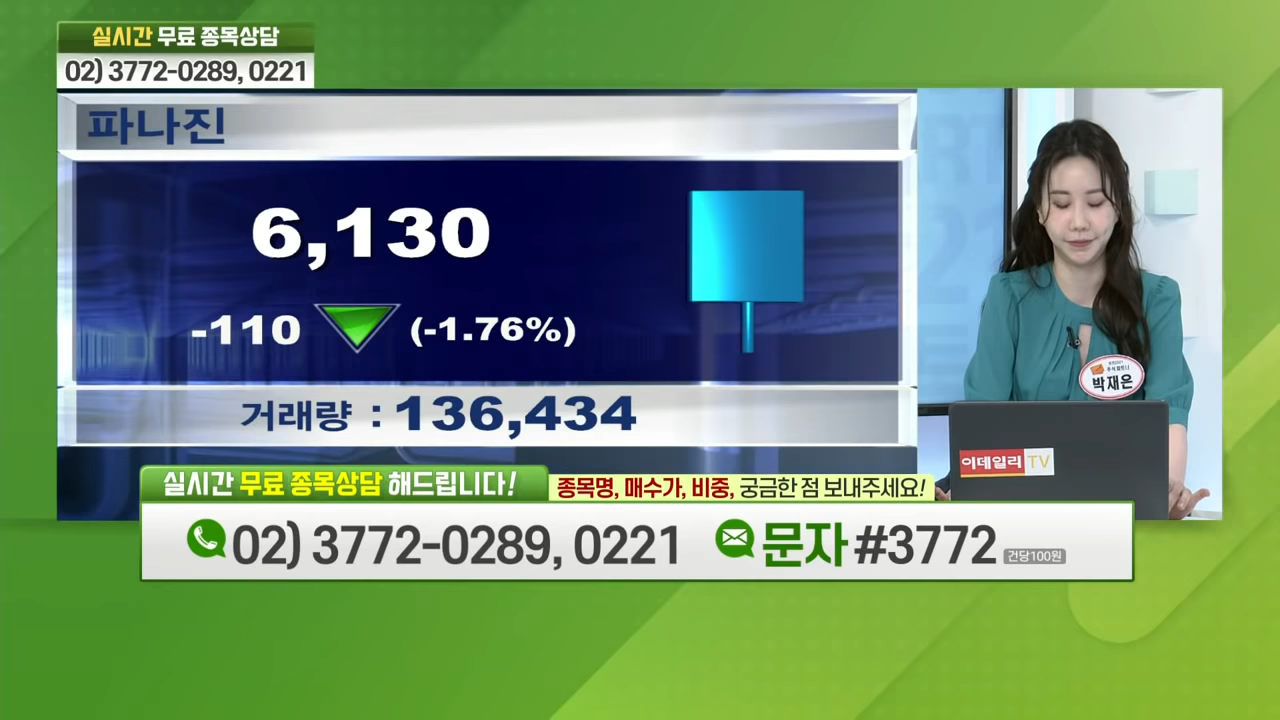 실시간 무료 종목상담
02) 3772-0289, 0221
파나진
6,130
-110 (-1.76%)
거래량 : 136,434
박재은
이데일리 TV
실시간 무료 종목상담 해드립니다!
종목명, 매수가, 비중, 궁금한 점 보내주세요!
02) 3772-0289, 0221
문자 #3772 건당100원